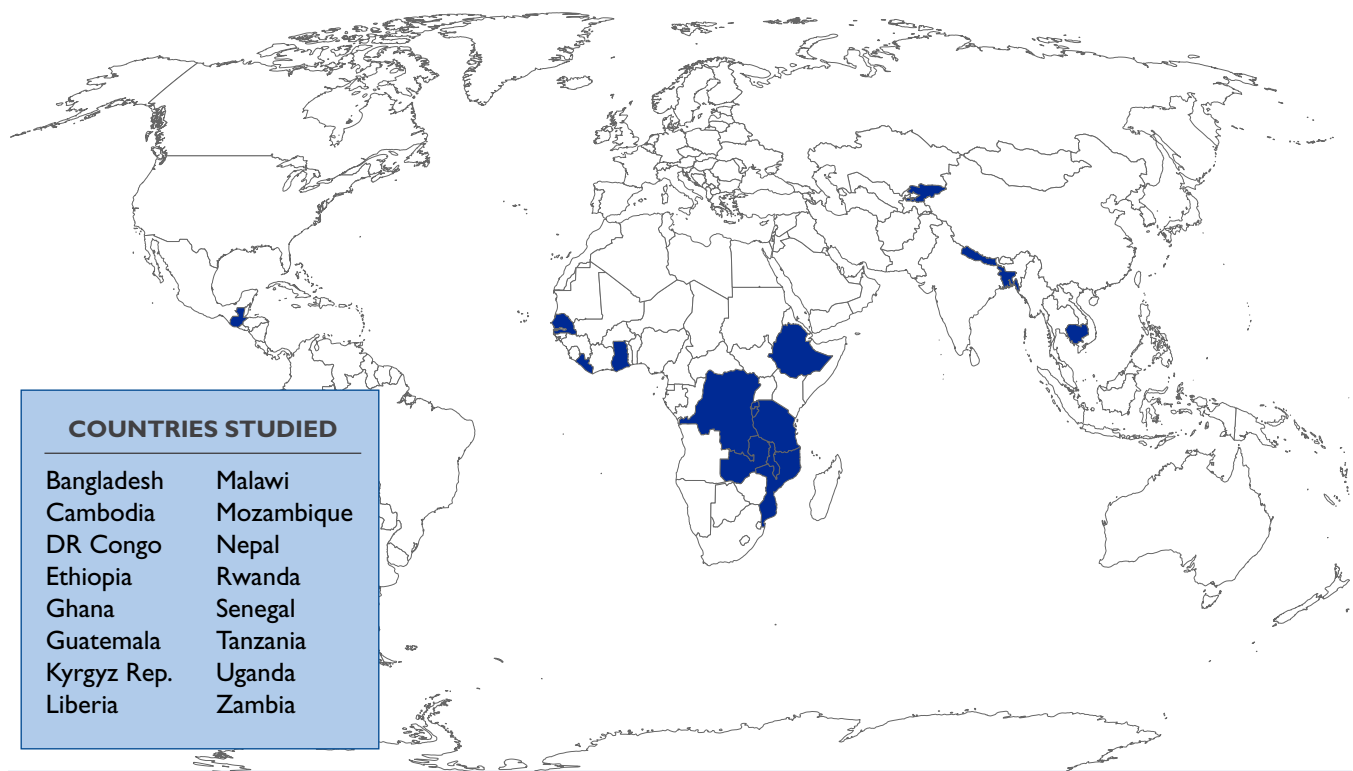 COUNTRIES STUDIED
Bangladesh
Cambodia
DR Congo
Ethiopia
Ghana
Guatemala
Kyrgyz Rep.
Liberia
Malawi
Mozambique
Nepal
Rwanda
Senegal
Tanzania
Uganda
Zambia